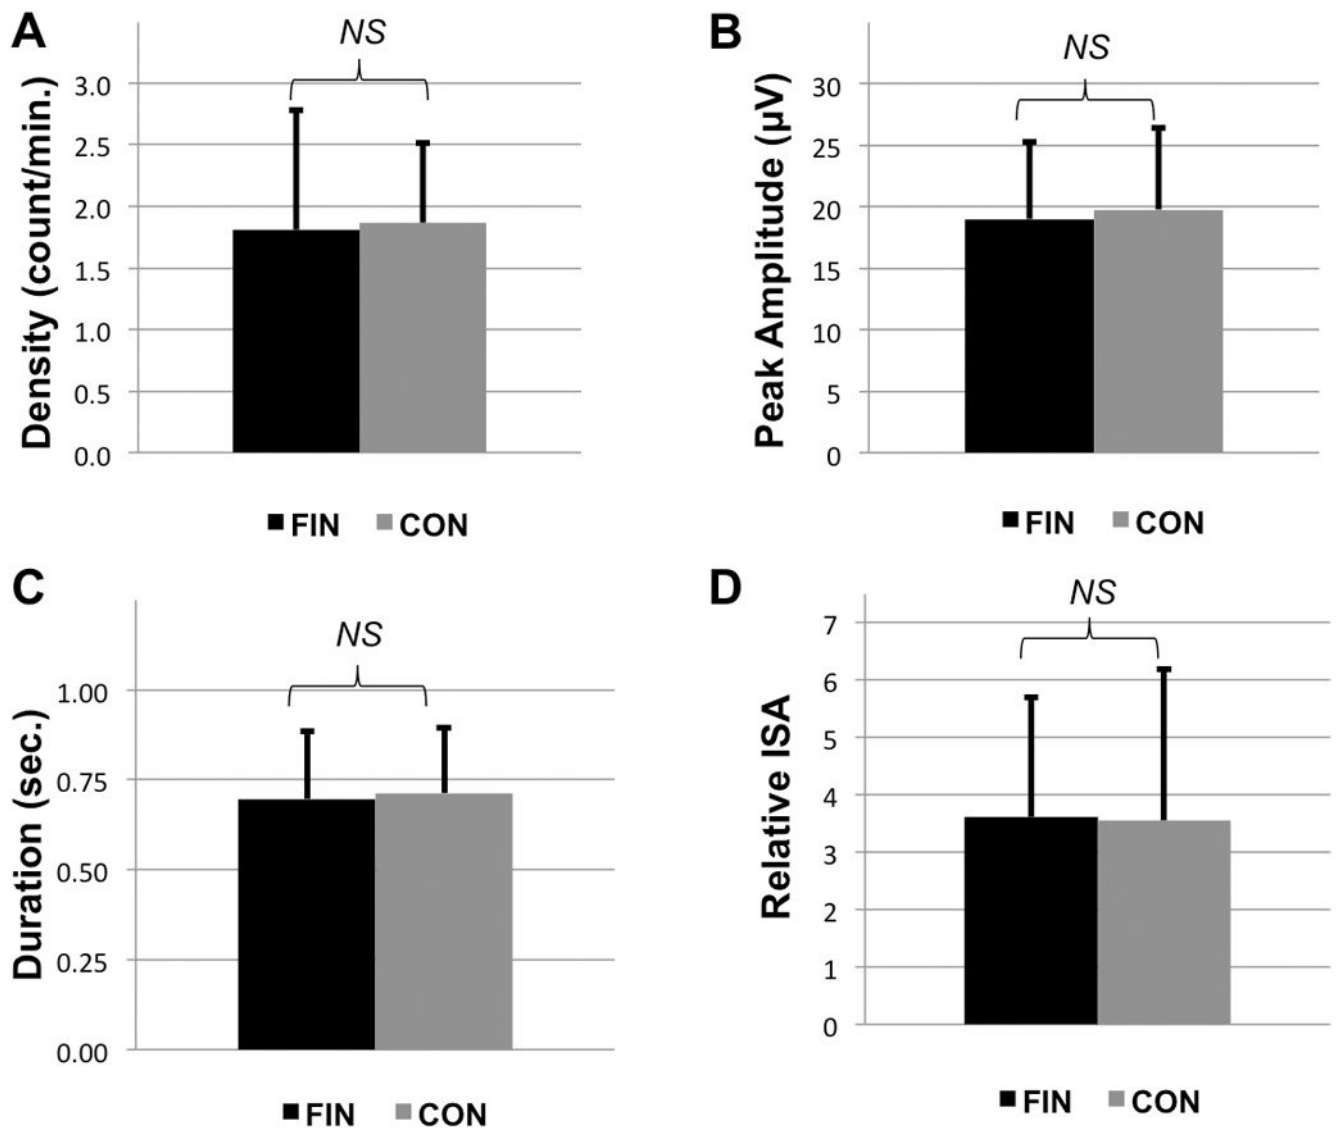 A
NS
Density (count/min.)
3.0
2.5
2.0
1.5
1.0
0.5
0.0
FIN CON
B
NS
Peak Amplitude (μV)
30
25
20
15
10
5
0
FIN CON
C
NS
Duration (sec.)
1.00
0.75
0.50
0.25
0.00
FIN CON
D
NS
Relative ISA
7
6
5
4
3
2
1
0
FIN CON